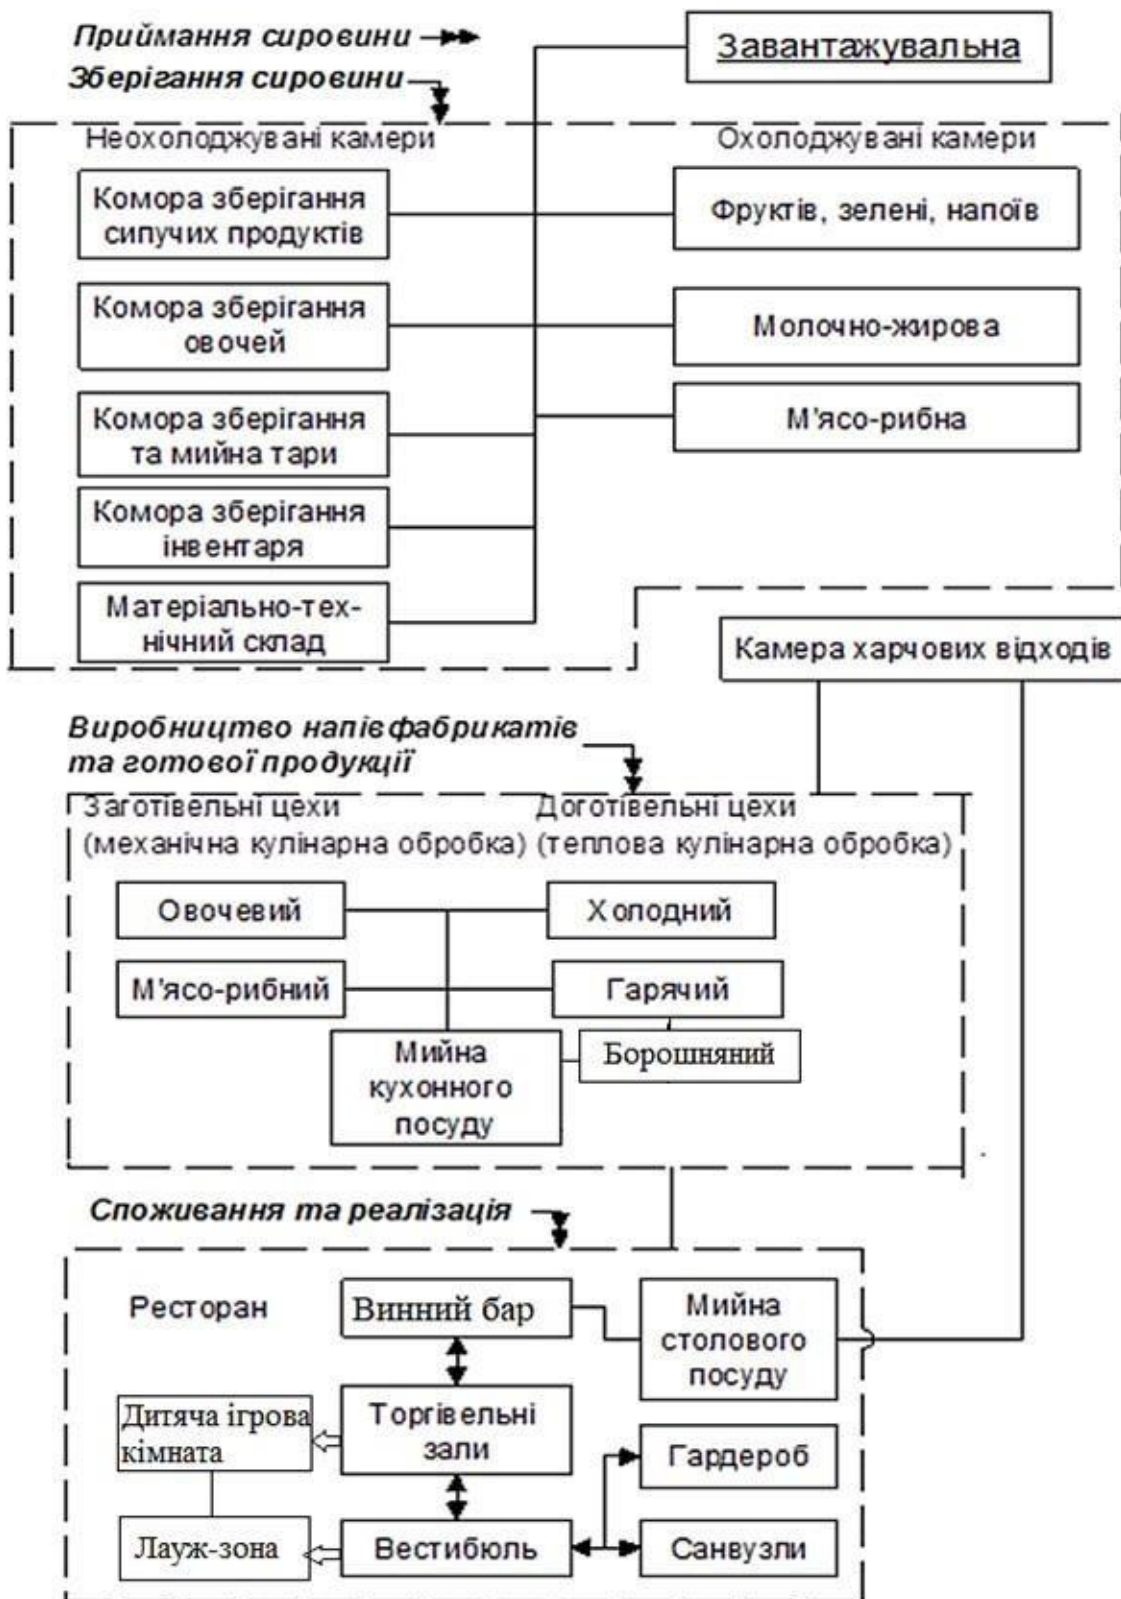 Приймання сировини
Завантажувальна
Зберігання сировини
Неохолоджувані камери
Охолоджувані камери
Комора зберігання
сипучих продуктів
Фруктів, зелені, напоїв
Комора зберігання
овочей
Молочно-жирова
Комора зберігання
та мийна тари
М'ясо-рибна
Комора зберігання
інвентаря
Матеріально-тех-
нічний склад
Камера харчових відходів
Виробництво напівфабрикатів
та готової продукції
Заготівельні цехи
(механічна кулінарна обробка)
Доготівельні цехи
(теплова кулінарна обробка)
Овочевий
Холодний
М'ясо-рибний
Гарячий
Мийна
кухонного
посуду
Борошняний
Споживання та реалізація
Ресторан
Винний бар
Мийна
столового
посуду
Дитяча ігрова
кімната
Торгівельні
зали
Гардероб
Лауж-зона
Вестибюль
Санвузли